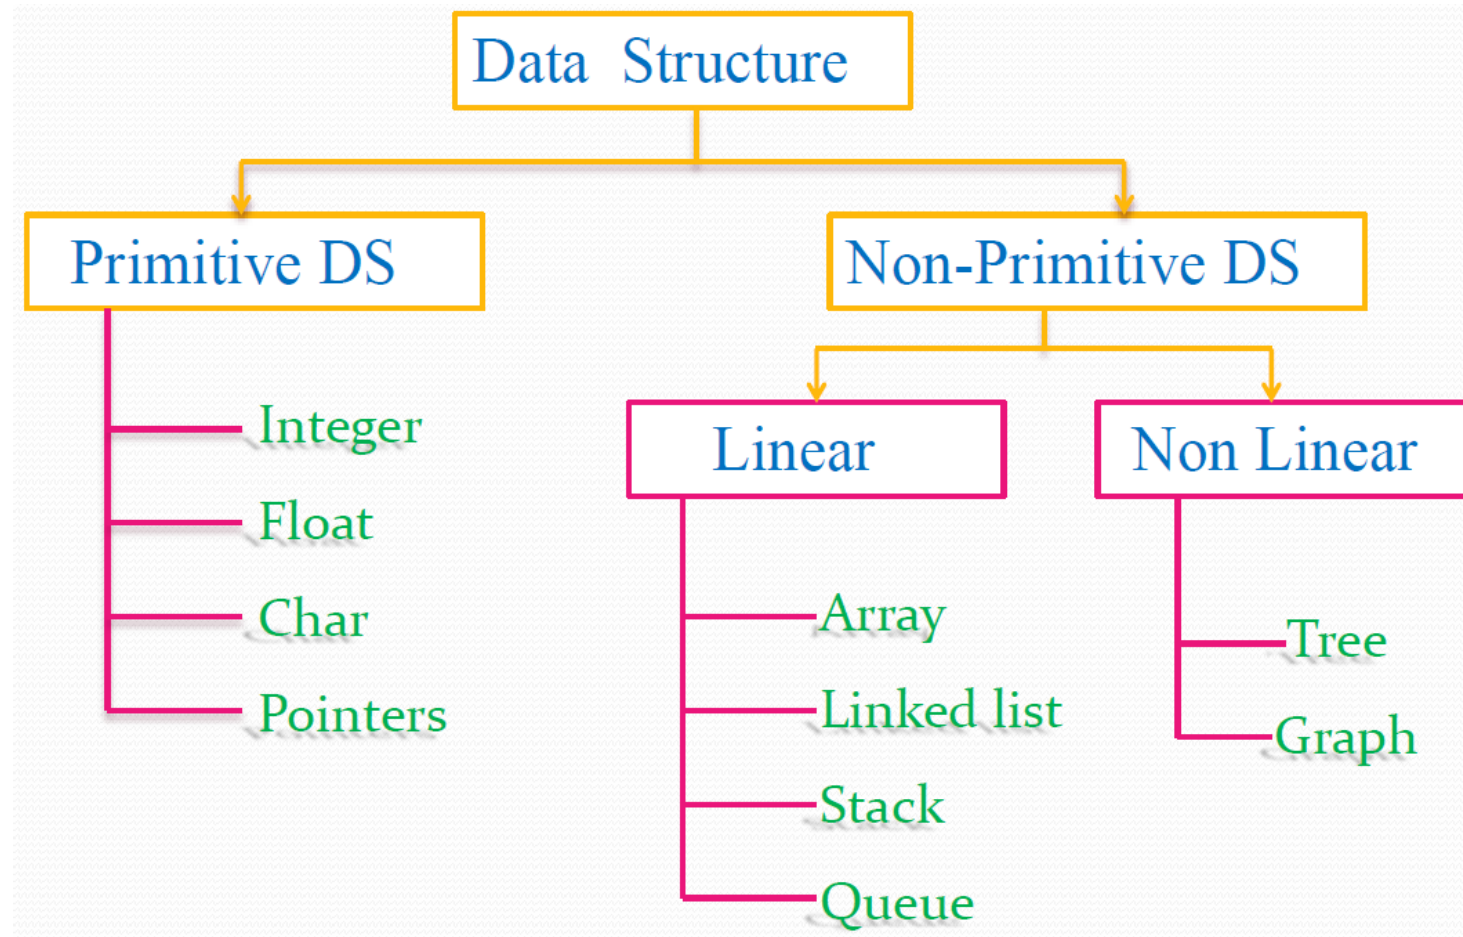 Data Structure
Primitive DS
Non-Primitive DS
Integer
Float
Char
Pointers
Linear
Non Linear
Array
Linked list
Stack
Queue
Tree
Graph